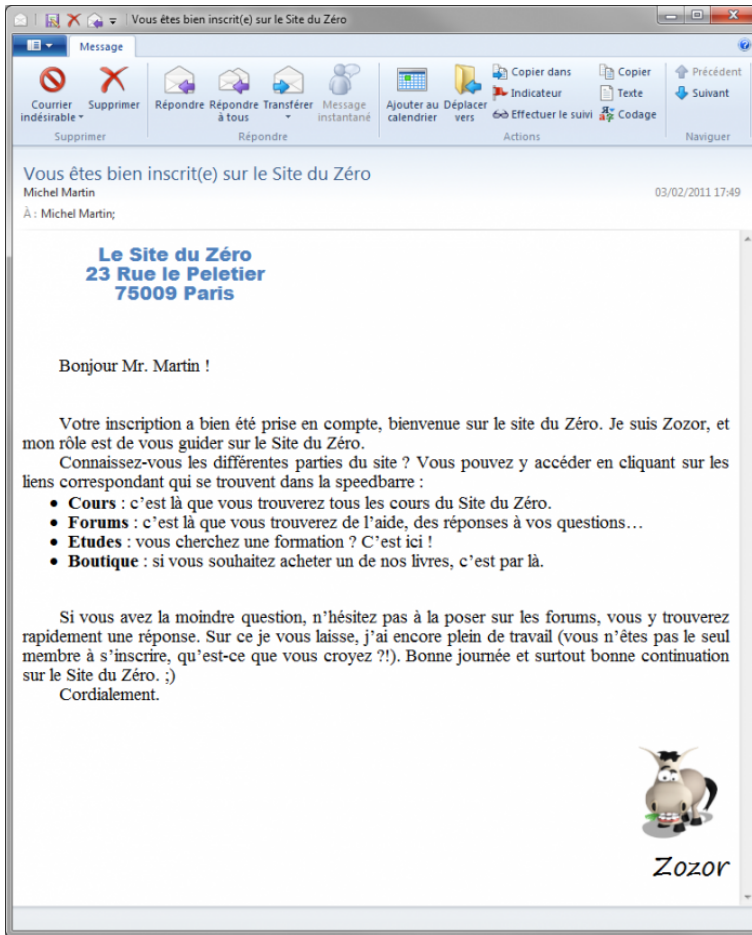 Vous êtes bien inscrit(e) sur le Site du Zéro
Message
Courrier indésirable
Supprimer
Répondre
Répondre à tous
Transférer
Message instantané
Ajouter au calendrier
Déplacer vers
Copier dans
Indicateur
Effectuer le suivi
Copier
Texte
Codage
Précédent
Suivant
Supprimer
Répondre
Actions
Naviguer
Vous êtes bien inscrit(e) sur le Site du Zéro
Michel Martin
03/02/2011 17:49
À : Michel Martin;
Le Site du Zéro
23 Rue le Peletier
75009 Paris
Bonjour Mr. Martin !
Votre inscription a bien été prise en compte, bienvenue sur le site du Zéro. Je suis Zozor, et
mon rôle est de vous guider sur le Site du Zéro.
Connaissez-vous les différentes parties du site ? Vous pouvez y accéder en cliquant sur les
liens correspondant qui se trouvent dans la speedbarre :
• Cours : c’est là que vous trouverez tous les cours du Site du Zéro.
• Forums : c’est là que vous trouverez de l’aide, des réponses à vos questions…
• Etudes : vous cherchez une formation ? C’est ici !
• Boutique : si vous souhaitez acheter un de nos livres, c’est par là.
Si vous avez la moindre question, n’hésitez pas à la poser sur les forums, vous y trouverez
rapidement une réponse. Sur ce je vous laisse, j’ai encore plein de travail (vous n’êtes pas le seul
membre à s’inscrire, qu’est-ce que vous croyez ?!). Bonne journée et surtout bonne continuation
sur le Site du Zéro. ;)
Cordialement.
Zozor